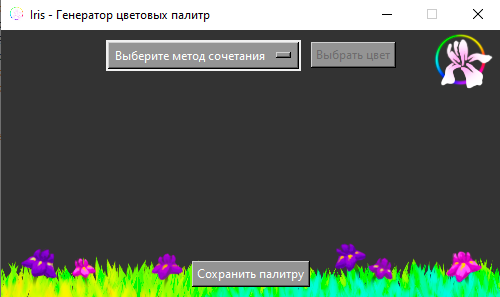 Iris - Генератор цветовых палитр
Выберите метод сочетания
Выбрать цвет
Сохранить палитру